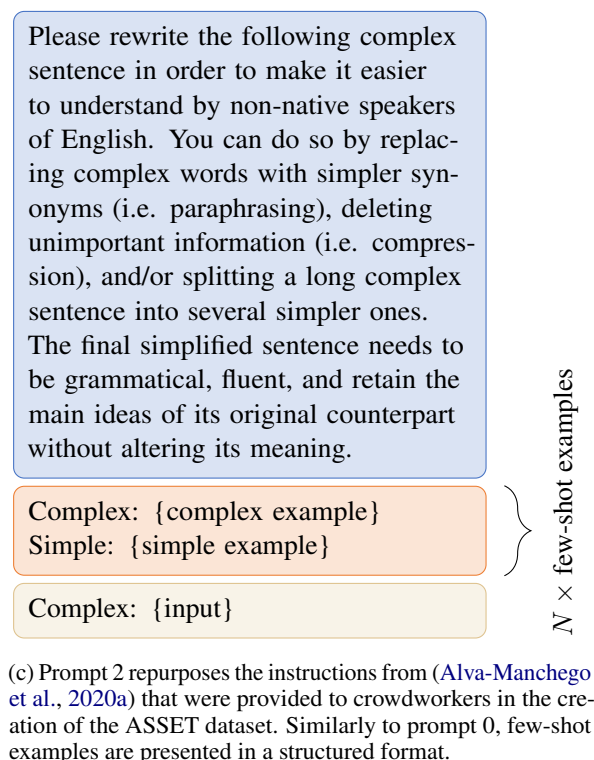 Please rewrite the following complex
sentence in order to make it easier
to understand by non-native speakers
of English. You can do so by replac-
ing complex words with simpler syn-
onyms (i.e. paraphrasing), deleting
unimportant information (i.e. compres-
sion), and/or splitting a long complex
sentence into several simpler ones.
The final simplified sentence needs to
be grammatical, fluent, and retain the
main ideas of its original counterpart
without altering its meaning.
Complex: {complex example}
Simple: {simple example}
N × few-shot examples
Complex: {input}
(c) Prompt 2 repurposes the instructions from (Alva-Manchego
et al., 2020a) that were provided to crowdworkers in the cre-
ation of the ASSET dataset. Similarly to prompt 0, few-shot
examples are presented in a structured format.